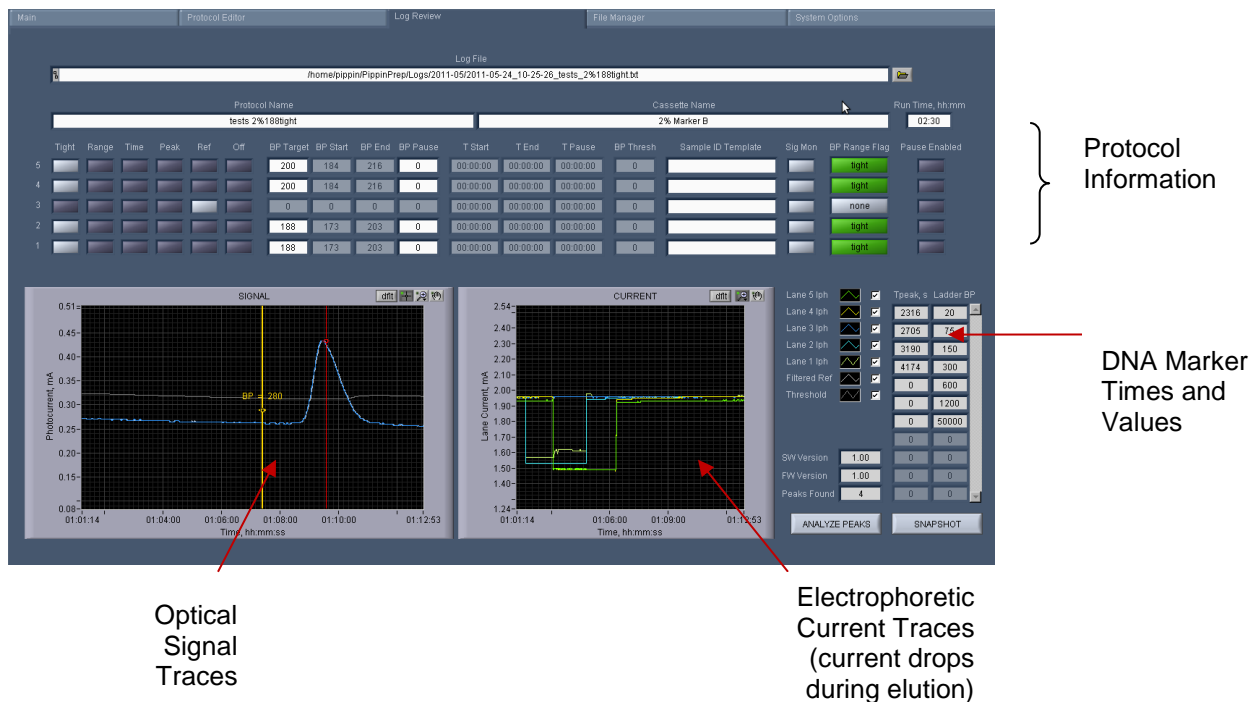 Main Protocol Editor Log Review File Manager System Options
Log File
/home/pippin/PippinPrep/Logs/2011-05/2011-05-24_10-25-26_tests_2%188tight.txt
Protocol Name Cassette Name Run Time, hh:mm
tests 2%188tight 2% Marker B 02:30
Tight Range Time Peak Ref Off BP Target BP Start BP End BP Pause T Start T End T Pause BP Thresh Sample ID Template Sig Mon BP Range Flag Pause Enabled
5 200 184 216 0 00:00:00 00:00:00 00:00:00 0 tight
4 200 184 216 0 00:00:00 00:00:00 00:00:00 0 tight
3 0 0 0 0 00:00:00 00:00:00 00:00:00 0 none
2 188 173 203 0 00:00:00 00:00:00 00:00:00 0 tight
1 188 173 203 0 00:00:00 00:00:00 00:00:00 0 tight
Protocol
Information
SIGNAL dflt
0.51
0.45
0.40
0.35
0.30
0.25
0.20
0.15
0.08
Photocurrent, mA
BP = 280
01:01:14 01:04:00 01:06:00 01:08:00 01:10:00 01:12:53
Time, hh:mm:ss
CURRENT dflt
2.54
2.40
2.30
2.20
2.10
2.00
1.90
1.80
1.70
1.60
1.50
1.40
1.24
Lane Current, mA
01:01:14 01:06:00 01:09:00 01:12:53
Time, hh:mm:ss
Lane 5 Iph
Lane 4 Iph
Lane 3 Iph
Lane 2 Iph
Lane 1 Iph
Filtered Ref
Threshold
Tpeak, s Ladder BP
2316 20
2705 75
3190 150
4174 300
0 600
0 1200
0 50000
0 0
0 0
0 0
SW Version 1.00
FW Version 1.00
Peaks Found 4
ANALYZE PEAKS SNAPSHOT
DNA Marker
Times and
Values
Optical
Signal
Traces
Electrophoretic
Current Traces
(current drops
during elution)